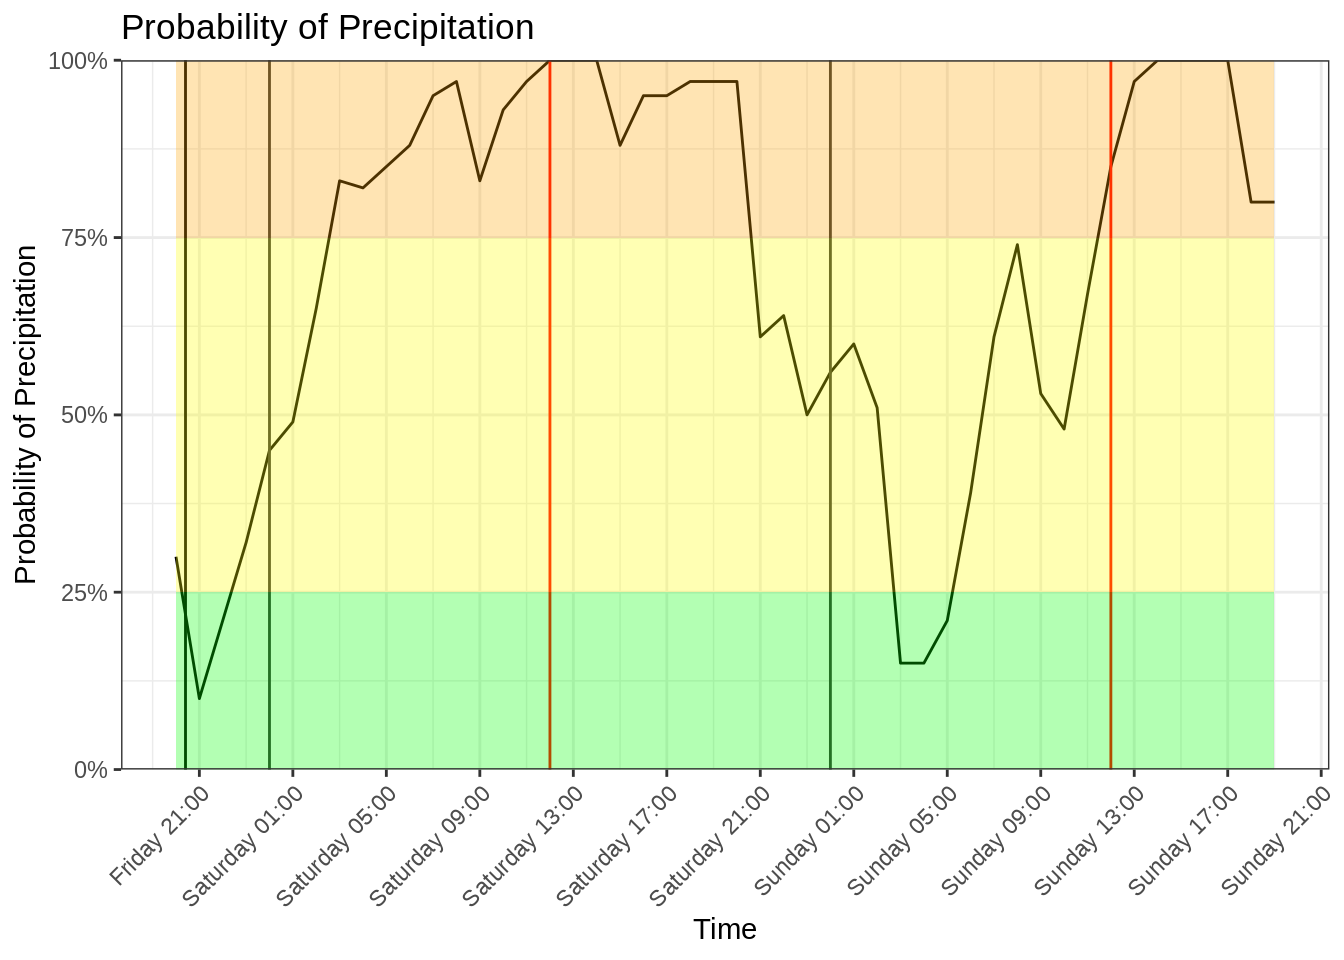 Probability of Precipitation
100%
75%
50%
25%
0%
Probability of Precipitation
Friday 21:00
Saturday 01:00
Saturday 05:00
Saturday 09:00
Saturday 13:00
Saturday 17:00
Saturday 21:00
Sunday 01:00
Sunday 05:00
Sunday 09:00
Sunday 13:00
Sunday 17:00
Sunday 21:00
Time